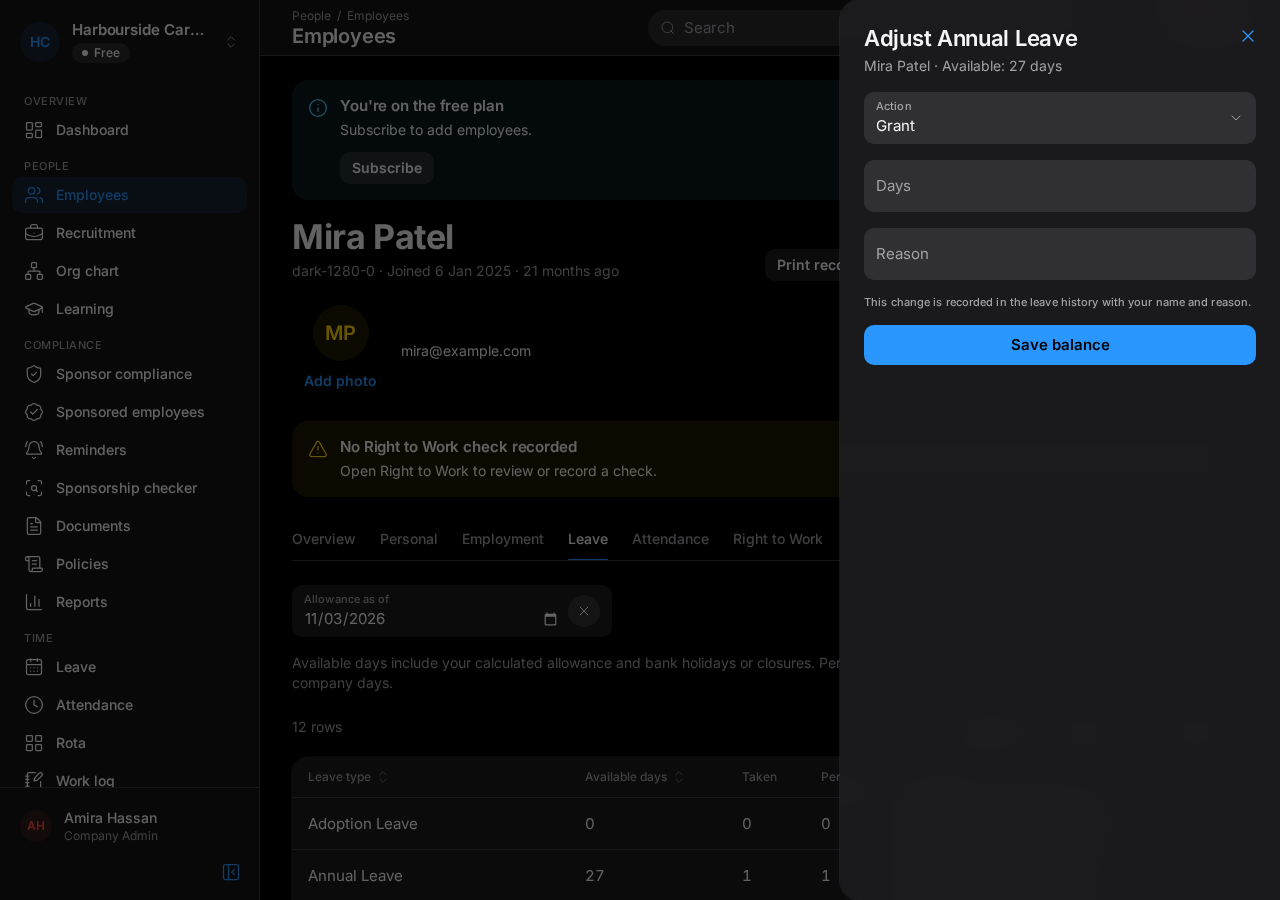 HC
Harbourside Car...
Free
OVERVIEW
Dashboard
PEOPLE
Employees
Recruitment
Org chart
Learning
COMPLIANCE
Sponsor compliance
Sponsored employees
Reminders
Sponsorship checker
Documents
Policies
Reports
TIME
Leave
Attendance
Rota
Work log
AH
Amira Hassan
Company Admin
People / Employees
Employees
Search
You're on the free plan
Subscribe to add employees.
Subscribe
Mira Patel
dark-1280-0 · Joined 6 Jan 2025 · 21 months ago
Print reco
MP
mira@example.com
Add photo
No Right to Work check recorded
Open Right to Work to review or record a check.
Overview Personal Employment Leave Attendance Right to Work
Allowance as of
11/03/2026
Available days include your calculated allowance and bank holidays or closures. Per
company days.
12 rows
Leave type Available days Taken Per
Adoption Leave 0 0 0
Annual Leave 27 1 1
Adjust Annual Leave
Mira Patel · Available: 27 days
Action
Grant
Days
Reason
This change is recorded in the leave history with your name and reason.
Save balance